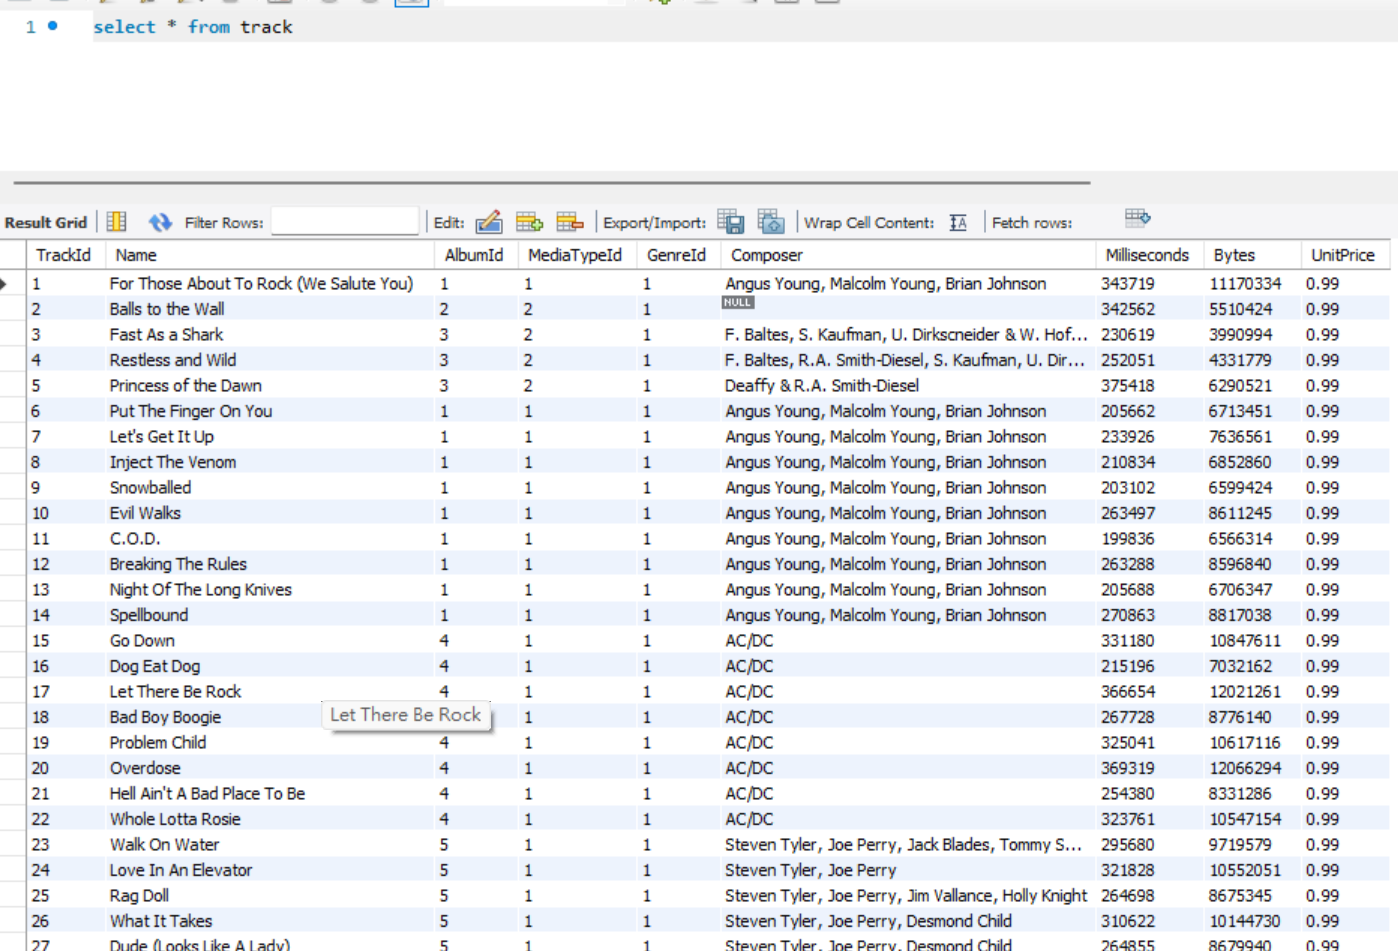 1 select * from track
Result Grid Filter Rows: Edit: Export/Import: Wrap Cell Content: Fetch rows:
TrackId Name AlbumId MediaTypeId GenreId Composer Milliseconds Bytes UnitPrice
1 For Those About To Rock (We Salute You) 1 1 1 Angus Young, Malcolm Young, Brian Johnson 343719 11170334 0.99
2 Balls to the Wall 2 2 1 NULL 342562 5510424 0.99
3 Fast As a Shark 3 2 1 F. Baltes, S. Kaufman, U. Dirkscneider & W. Hof... 230619 3990994 0.99
4 Restless and Wild 3 2 1 F. Baltes, R.A. Smith-Diesel, S. Kaufman, U. Dir... 252051 4331779 0.99
5 Princess of the Dawn 3 2 1 Deaffy & R.A. Smith-Diesel 375418 6290521 0.99
6 Put The Finger On You 1 1 1 Angus Young, Malcolm Young, Brian Johnson 205662 6713451 0.99
7 Let's Get It Up 1 1 1 Angus Young, Malcolm Young, Brian Johnson 233926 7636561 0.99
8 Inject The Venom 1 1 1 Angus Young, Malcolm Young, Brian Johnson 210834 6852860 0.99
9 Snowballed 1 1 1 Angus Young, Malcolm Young, Brian Johnson 203102 6599424 0.99
10 Evil Walks 1 1 1 Angus Young, Malcolm Young, Brian Johnson 263497 8611245 0.99
11 C.O.D. 1 1 1 Angus Young, Malcolm Young, Brian Johnson 199836 6566314 0.99
12 Breaking The Rules 1 1 1 Angus Young, Malcolm Young, Brian Johnson 263288 8596840 0.99
13 Night Of The Long Knives 1 1 1 Angus Young, Malcolm Young, Brian Johnson 205688 6706347 0.99
14 Spellbound 1 1 1 Angus Young, Malcolm Young, Brian Johnson 270863 8817038 0.99
15 Go Down 4 1 1 AC/DC 331180 10847611 0.99
16 Dog Eat Dog 4 1 1 AC/DC 215196 7032162 0.99
17 Let There Be Rock 4 1 1 AC/DC 366654 12021261 0.99
18 Bad Boy Boogie Let There Be Rock 1 1 AC/DC 267728 8776140 0.99
19 Problem Child 4 1 1 AC/DC 325041 10617116 0.99
20 Overdose 4 1 1 AC/DC 369319 12066294 0.99
21 Hell Ain't A Bad Place To Be 4 1 1 AC/DC 254380 8331286 0.99
22 Whole Lotta Rosie 4 1 1 AC/DC 323761 10547154 0.99
23 Walk On Water 5 1 1 Steven Tyler, Joe Perry, Jack Blades, Tommy S... 295680 9719579 0.99
24 Love In An Elevator 5 1 1 Steven Tyler, Joe Perry 321828 10552051 0.99
25 Rag Doll 5 1 1 Steven Tyler, Joe Perry, Jim Vallance, Holly Knight 264698 8675345 0.99
26 What It Takes 5 1 1 Steven Tyler, Joe Perry, Desmond Child 310622 10144730 0.99
27 Dude (Looks Like A Lady) 5 1 1 Steven Tyler, Joe Perry, Desmond Child 264855 8679940 0.99